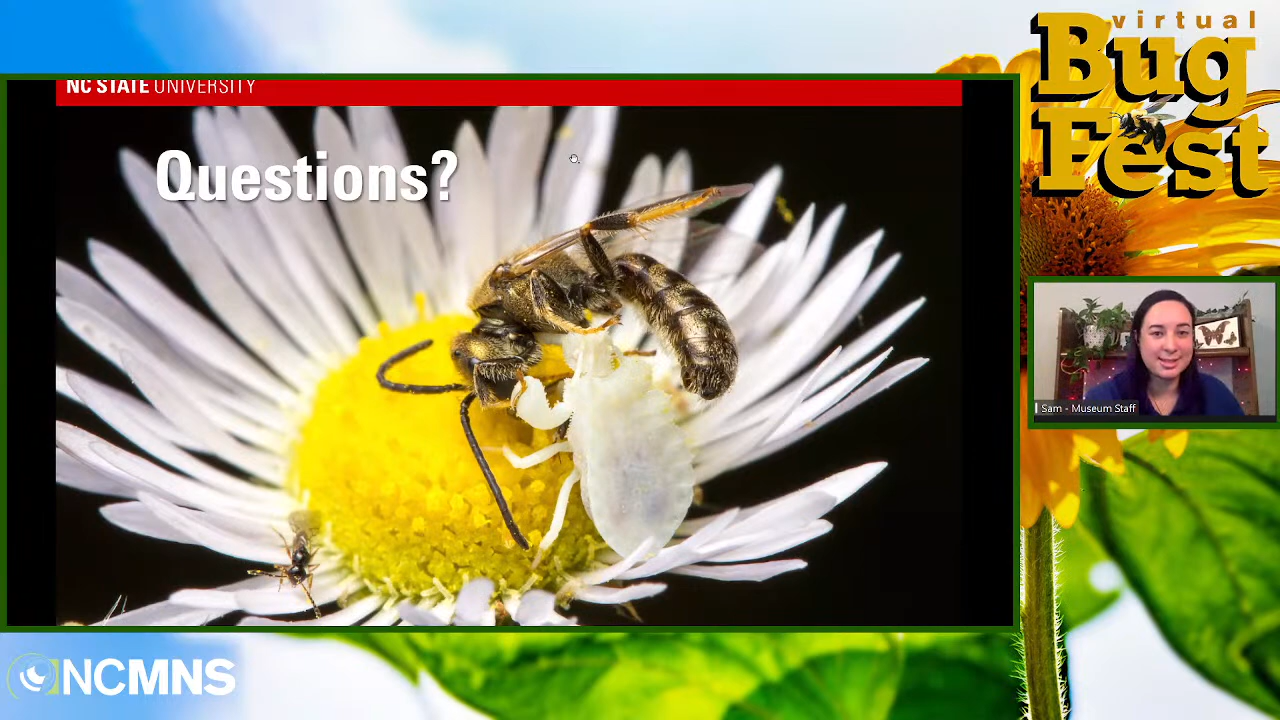 virtual
Bug
Fest
NC STATE UNIVERSITY
Questions?
Sam - Museum Staff
NCMNS